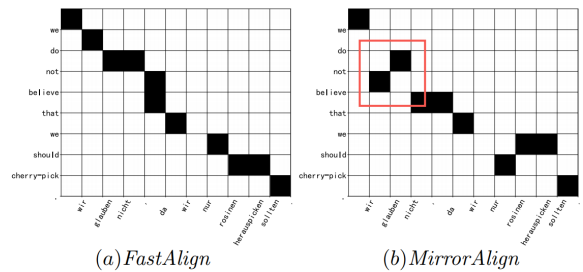 we
do
not
believe
that
we
should
cherry-pick
.
wir
glauben
nicht
,
da
wir
nur
rosinen
herauspicken
sollten
.
(a) FastAlign
we
do
not
believe
that
we
should
cherry-pick
.
wir
glauben
nicht
,
da
wir
nur
rosinen
herauspicken
sollten
.
(b) MirrorAlign